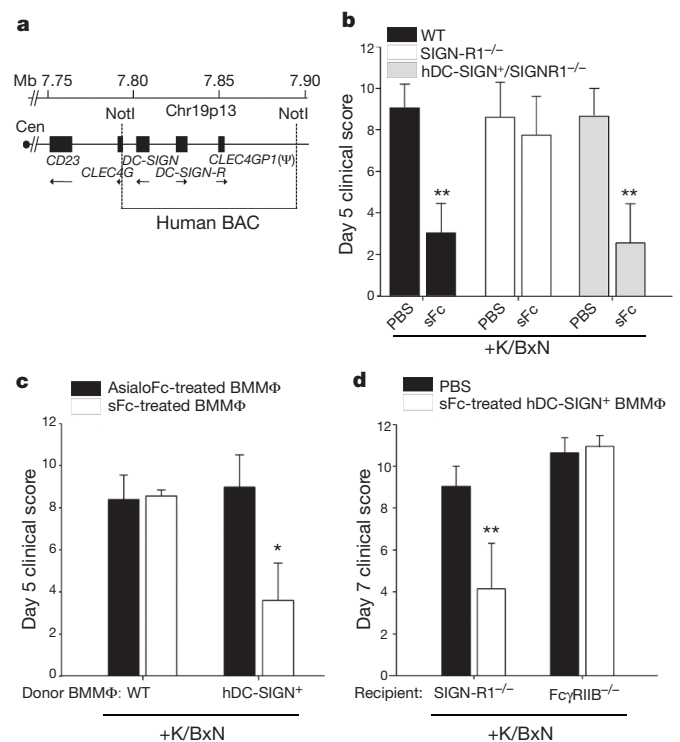 a
Mb 7.75 7.80 7.85 7.90
NotI Chr19p13 NotI
Cen
CD23 DC-SIGN CLEC4GP1(Ψ)
CLEC4G DC-SIGN-R
Human BAC
b
WT
SIGN-R1–/–
hDC-SIGN+/SIGNR1–/–
Day 5 clinical score
12
10
8
6
4
2
0
** **
PBS sFc PBS sFc PBS sFc
+K/BxN
c
AsialoFc-treated BMMΦ
sFc-treated BMMΦ
Day 5 clinical score
12
10
8
6
4
2
0
*
Donor BMMΦ: WT hDC-SIGN+
+K/BxN
d
PBS
sFc-treated hDC-SIGN+ BMMΦ
Day 7 clinical score
12
10
8
6
4
2
0
**
Recipient: SIGN-R1–/– FcγRIIB–/–
+K/BxN